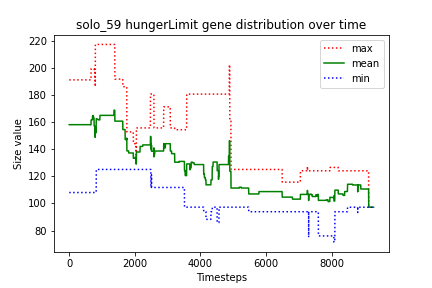 solo_59 hungerLimit gene distribution over time
max
mean
min
Size value
220
200
180
160
140
120
100
80
0
2000
4000
6000
8000
Timesteps